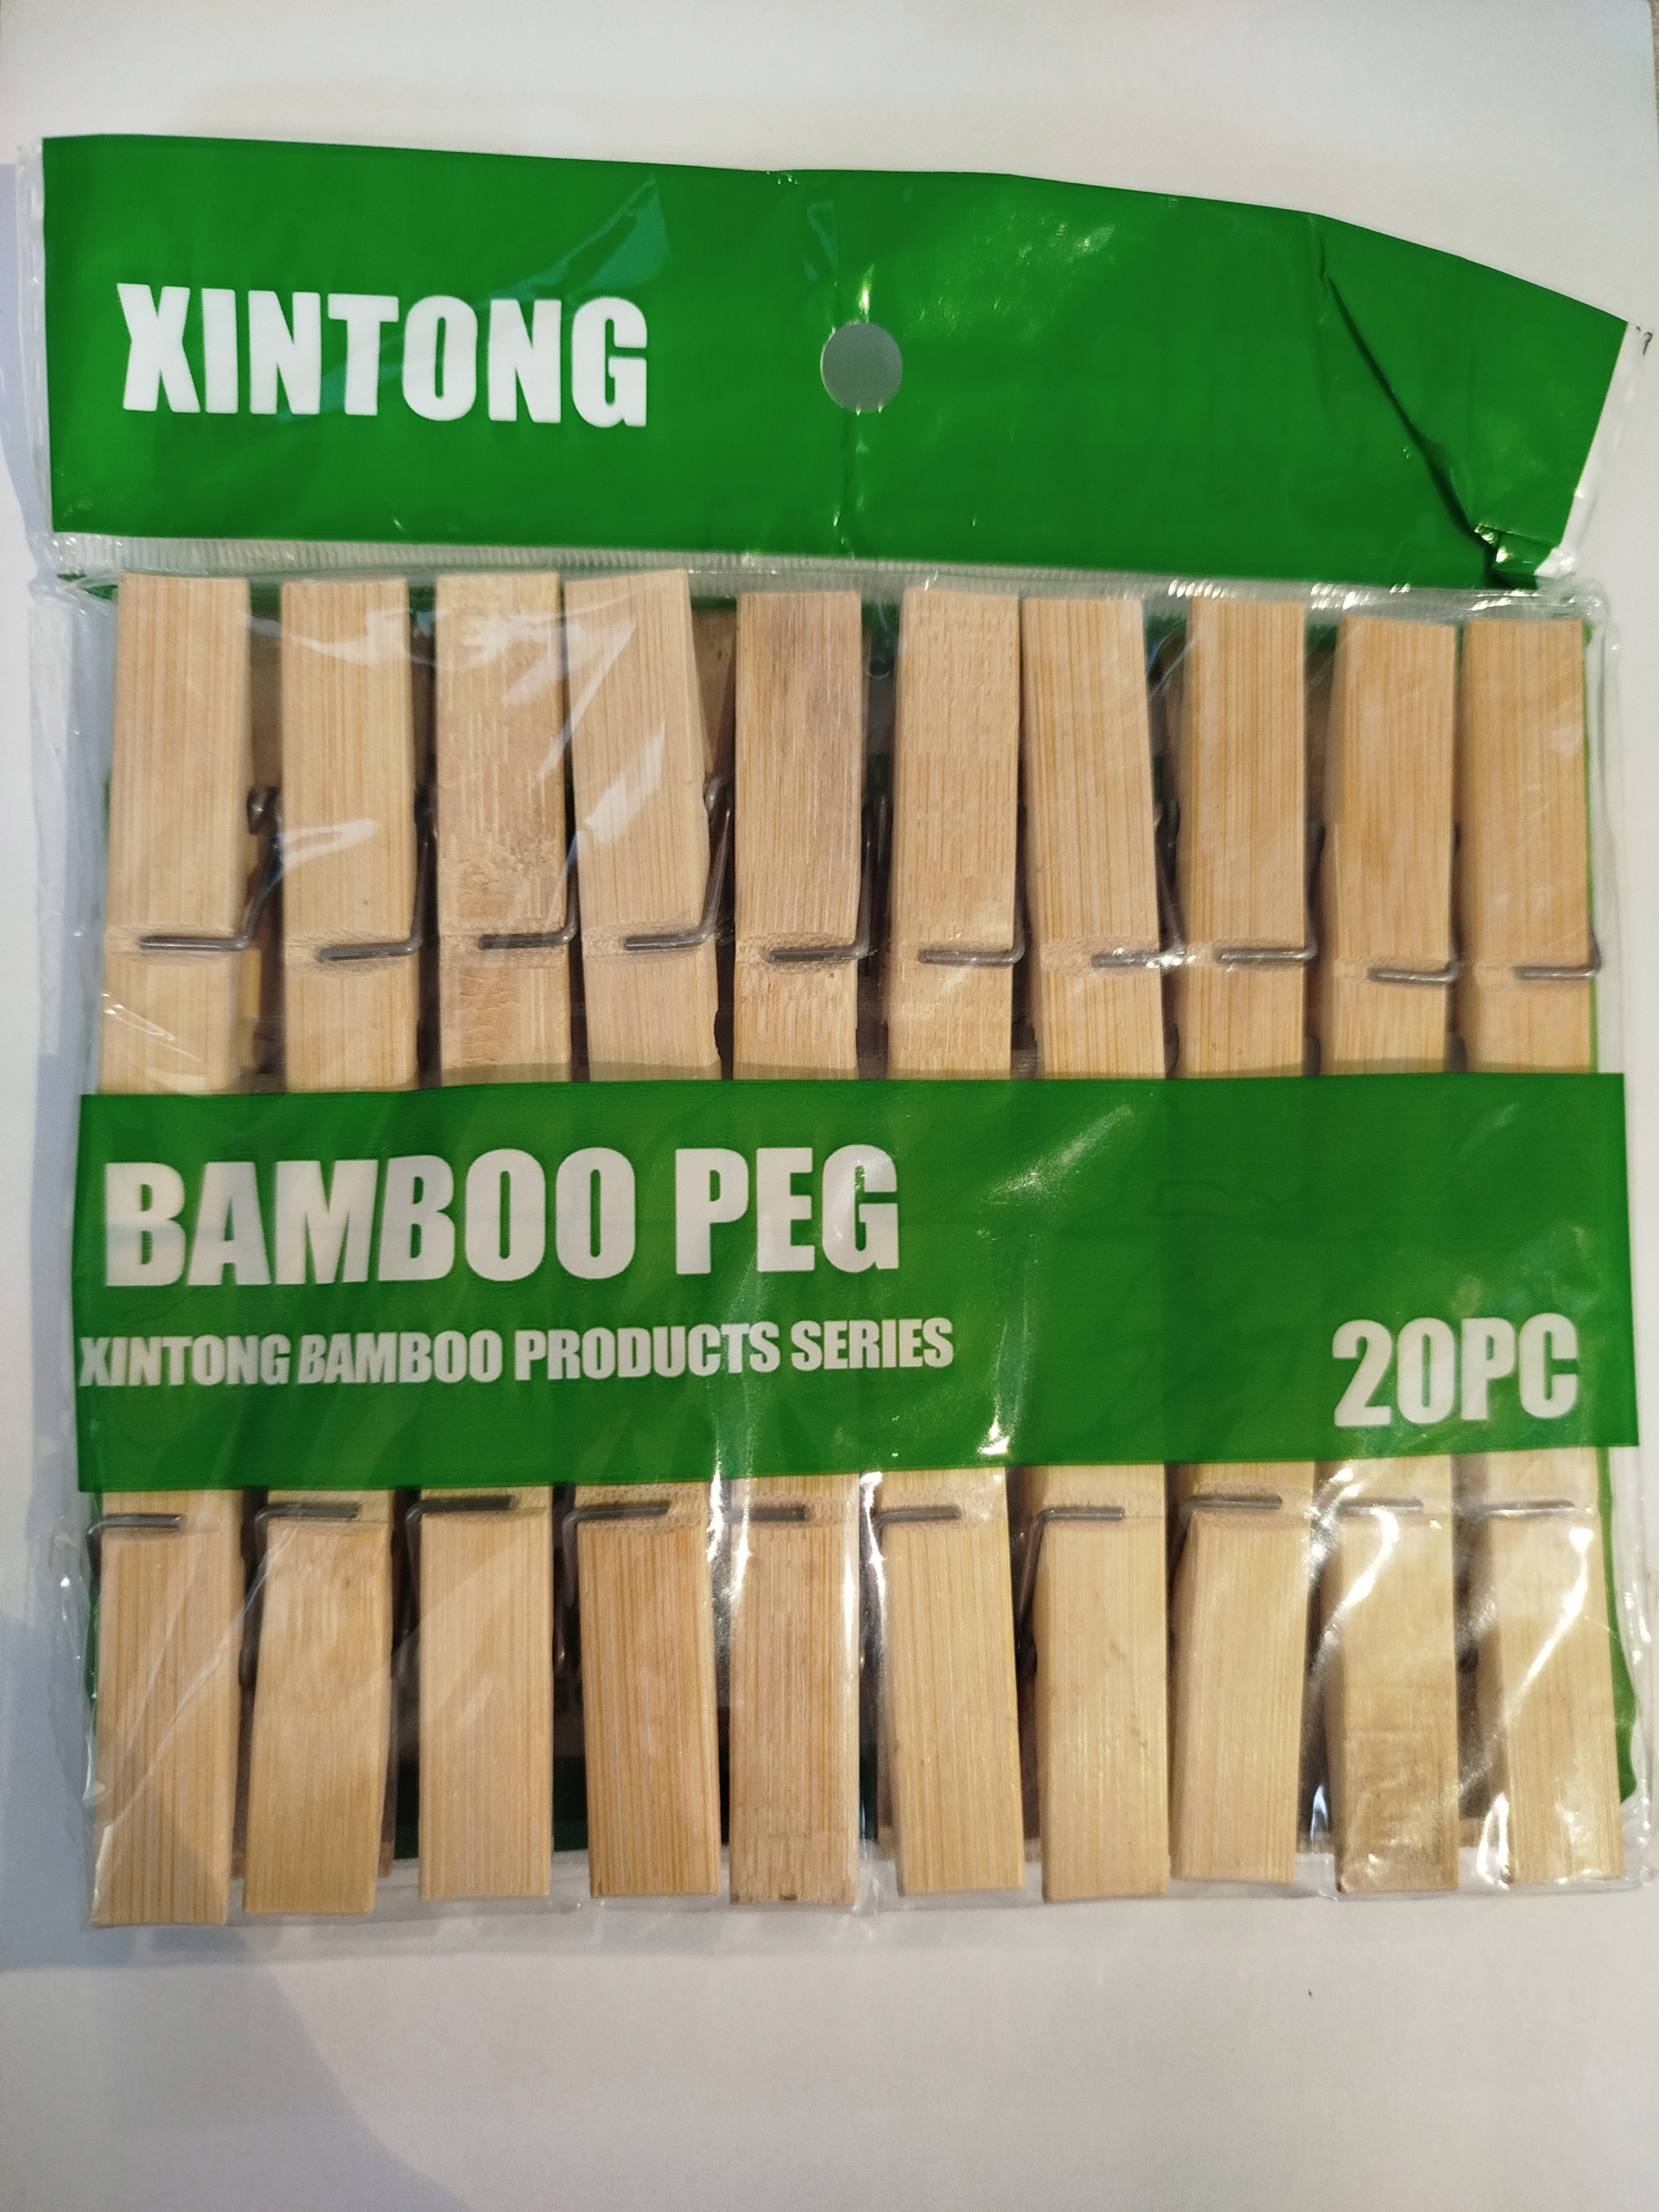 XINTONG
BAMBOO PEG
XINTONG BAMBOO PRODUCTS SERIES
20PC